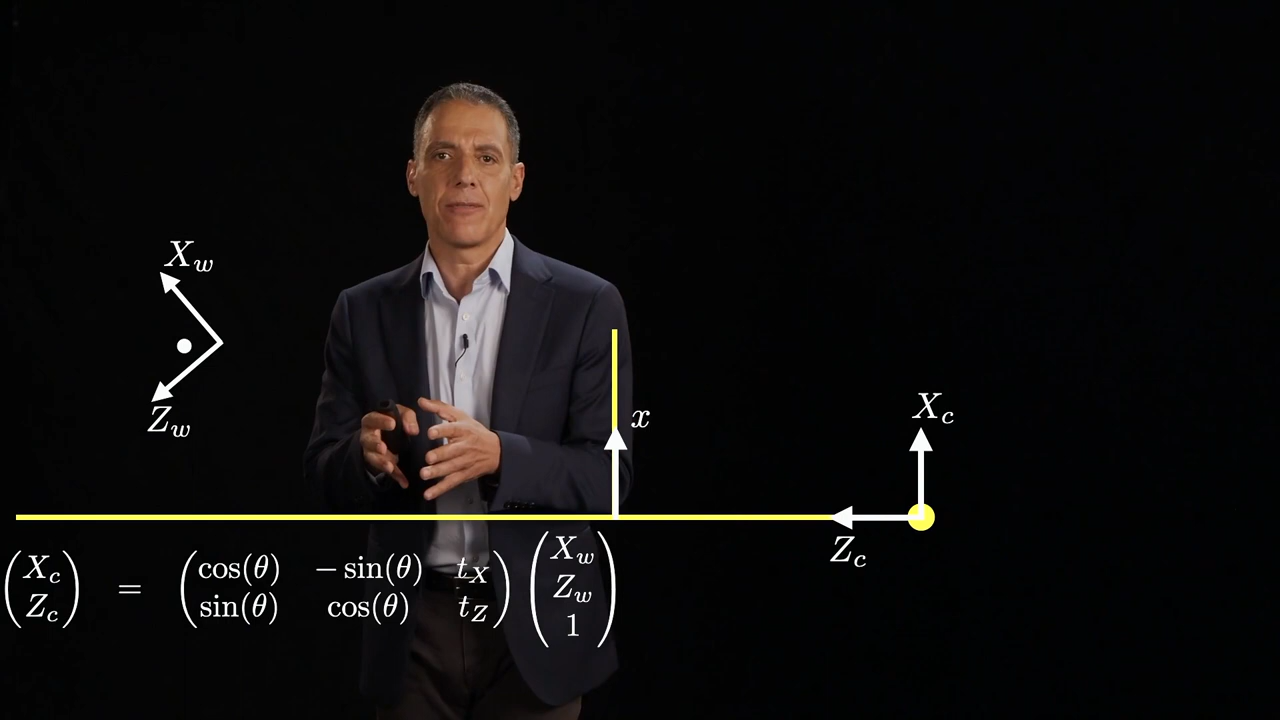 X_w
Z_w
x
X_c
Z_c
(X_c Z_c) = (cos(θ) −sin(θ) t_X sin(θ) cos(θ) t_Z) (X_w Z_w 1)